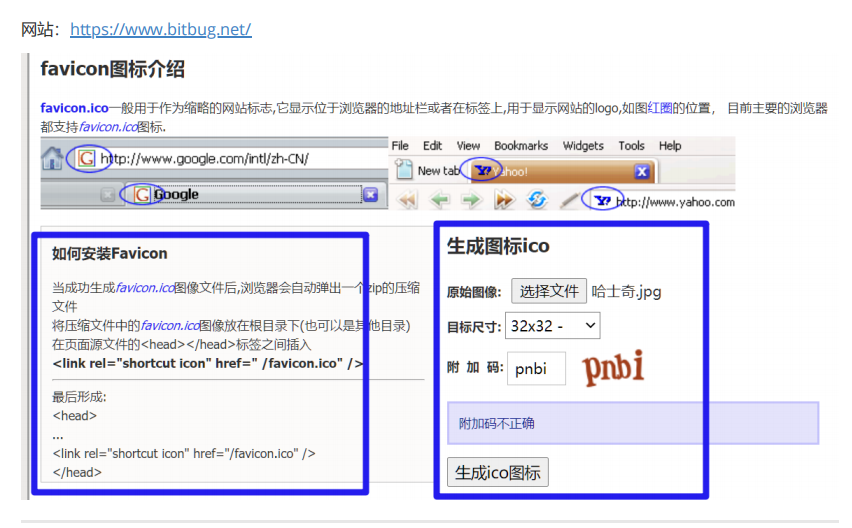 网站：https://www.bitbug.net/
favicon图标介绍
favicon.ico一般用于作为缩略的网站标志,它显示位于浏览器的地址栏或者在标签上,用于显示网站的logo,如图红圈的位置， 目前主要的浏览器
都支持favicon.ico图标.
http://www.google.com/intl/zh-CN/
Google
File Edit View Bookmarks Widgets Tools Help
New tab
Yahoo!
http://www.yahoo.com
如何安装Favicon
当成功生成favicon.ico图像文件后,浏览器会自动弹出一个zip的压缩
文件
将压缩文件中的favicon.ico图像放在根目录下(也可以是其他目录)
在页面源文件的<head></head>标签之间插入
<link rel="shortcut icon" href=" /favicon.ico" />
最后形成:
<head>
...
<link rel="shortcut icon" href="/favicon.ico" />
</head>
生成图标ico
原始图像: 选择文件 哈士奇.jpg
目标尺寸: 32x32 -
附 加 码: pnbi pnbi
附加码不正确
生成ico图标